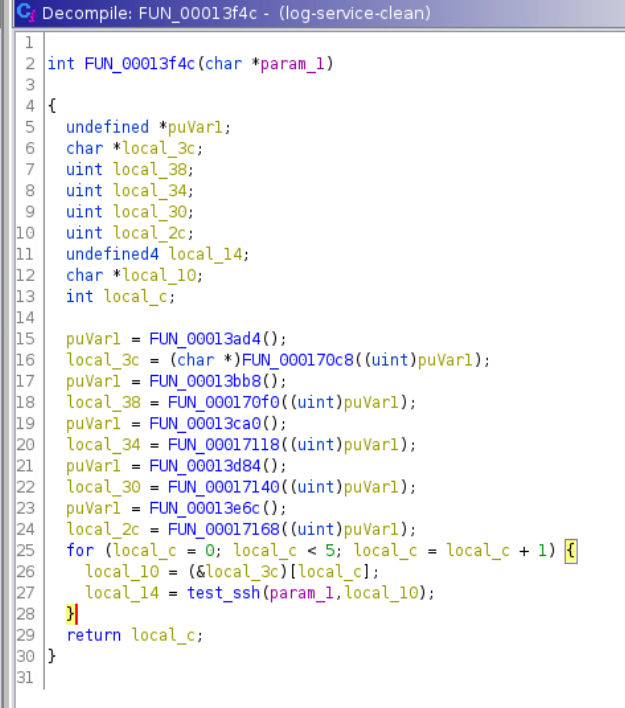 Decompile: FUN_00013f4c - (log-service-clean)
1
2 int FUN_00013f4c(char *param_1)
3
4 {
5 undefined *puVar1;
6 char *local_3c;
7 uint local_38;
8 uint local_34;
9 uint local_30;
10 uint local_2c;
11 undefined4 local_14;
12 char *local_10;
13 int local_c;
14
15 puVar1 = FUN_00013ad4();
16 local_3c = (char *)FUN_000170c8((uint)puVar1);
17 puVar1 = FUN_00013bb8();
18 local_38 = FUN_000170f0((uint)puVar1);
19 puVar1 = FUN_00013ca0();
20 local_34 = FUN_00017118((uint)puVar1);
21 puVar1 = FUN_00013d84();
22 local_30 = FUN_00017140((uint)puVar1);
23 puVar1 = FUN_00013e6c();
24 local_2c = FUN_00017168((uint)puVar1);
25 for (local_c = 0; local_c < 5; local_c = local_c + 1) {
26 local_10 = (&local_3c)[local_c];
27 local_14 = test_ssh(param_1,local_10);
28 }
29 return local_c;
30 }
31